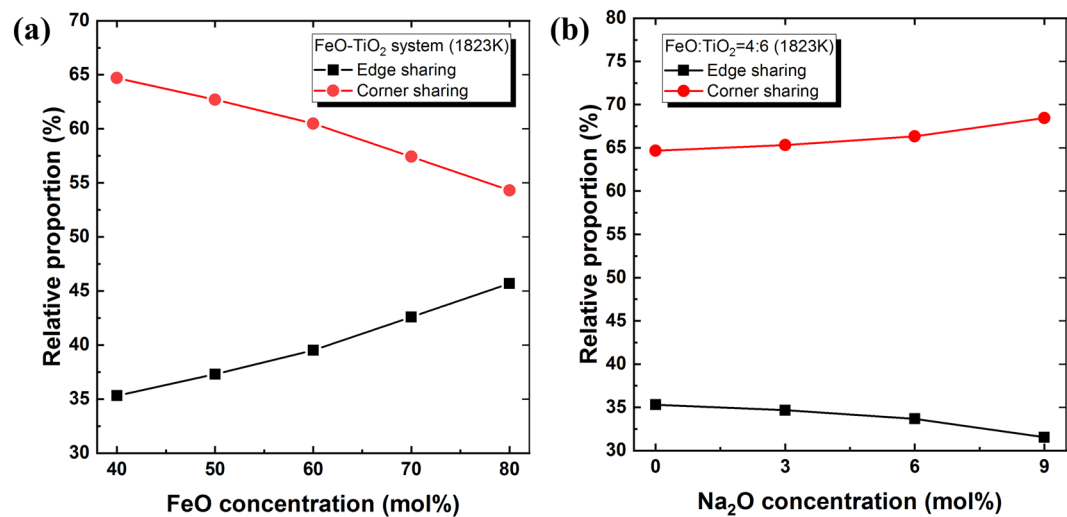 (a)
FeO-TiO₂ system (1823K)
Edge sharing
Corner sharing
Relative proportion (%)
70
65
60
55
50
45
40
35
30
40 50 60 70 80
FeO concentration (mol%)
(b)
FeO:TiO₂=4:6 (1823K)
Edge sharing
Corner sharing
Relative proportion (%)
80
75
70
65
60
55
50
45
40
35
30
0 3 6 9
Na₂O concentration (mol%)